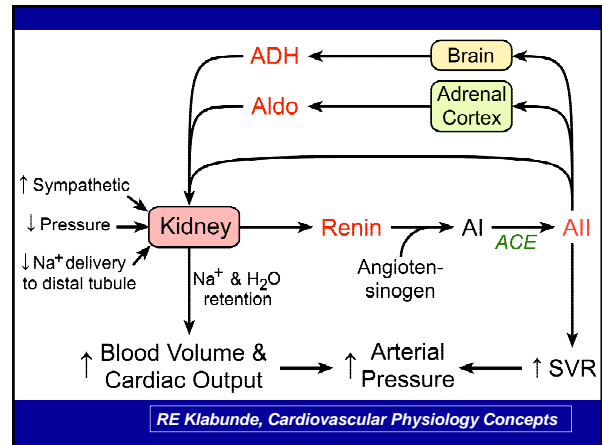 ADH
Brain
Aldo
Adrenal
Cortex
↑ Sympathetic
↓ Pressure
↓ Na⁺ delivery
to distal tubule
Kidney
Renin
AI
ACE
AII
Angioten-
sinogen
Na⁺ & H₂O
retention
↑ Blood Volume &
Cardiac Output
↑ Arterial
Pressure
↑ SVR
RE Klabunde, Cardiovascular Physiology Concepts